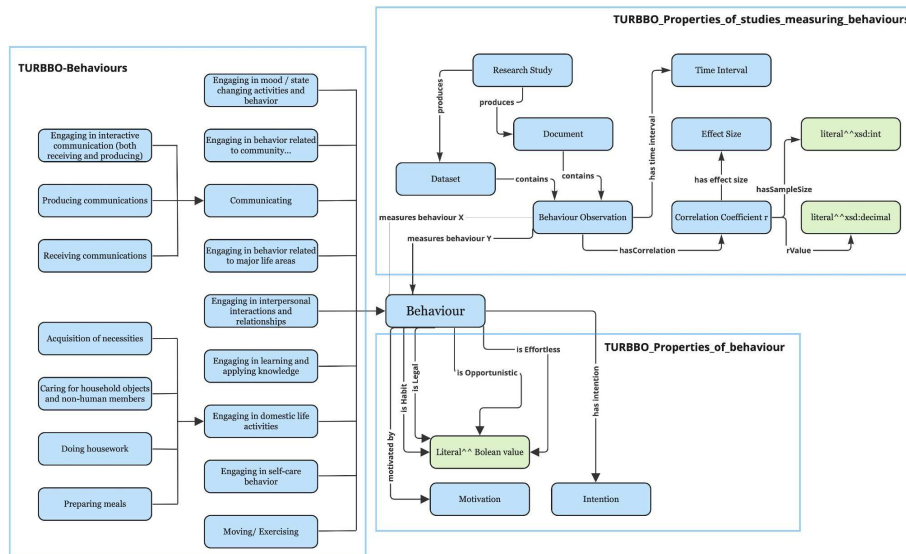 TURBBO_Properties_of_studies_measuring_behaviours
TURBBO-Behaviours
Engaging in mood / state
changing activities and
behavior
Engaging in interactive
communication (both
receiving and producing)
Engaging in behavior related
to community...
Producing communications
Communicating
Receiving communications
Engaging in behavior related
to major life areas
Engaging in interpersonal
interactions and
relationships
Acquisition of necessities
Engaging in learning and
applying knowledge
Caring for household objects
and non-human members
Engaging in domestic life
activities
Doing housework
Engaging in self-care
behavior
Preparing meals
Moving/ Exercising
Research Study
Time Interval
produces
produces
Document
Effect Size
literal^^xsd:int
has time interval
Dataset
contains
contains
has effect size
hasSampleSize
measures behaviour X
Behaviour Observation
Correlation Coefficient r
literal^^xsd:decimal
measures behaviour Y
hasCorrelation
rValue
Behaviour
TURBBO_Properties_of_behaviour
is Effortless
is Opportunistic
is Legal
is Habit
has intention
motivated by
Literal^^ Bolean value
Motivation
Intention